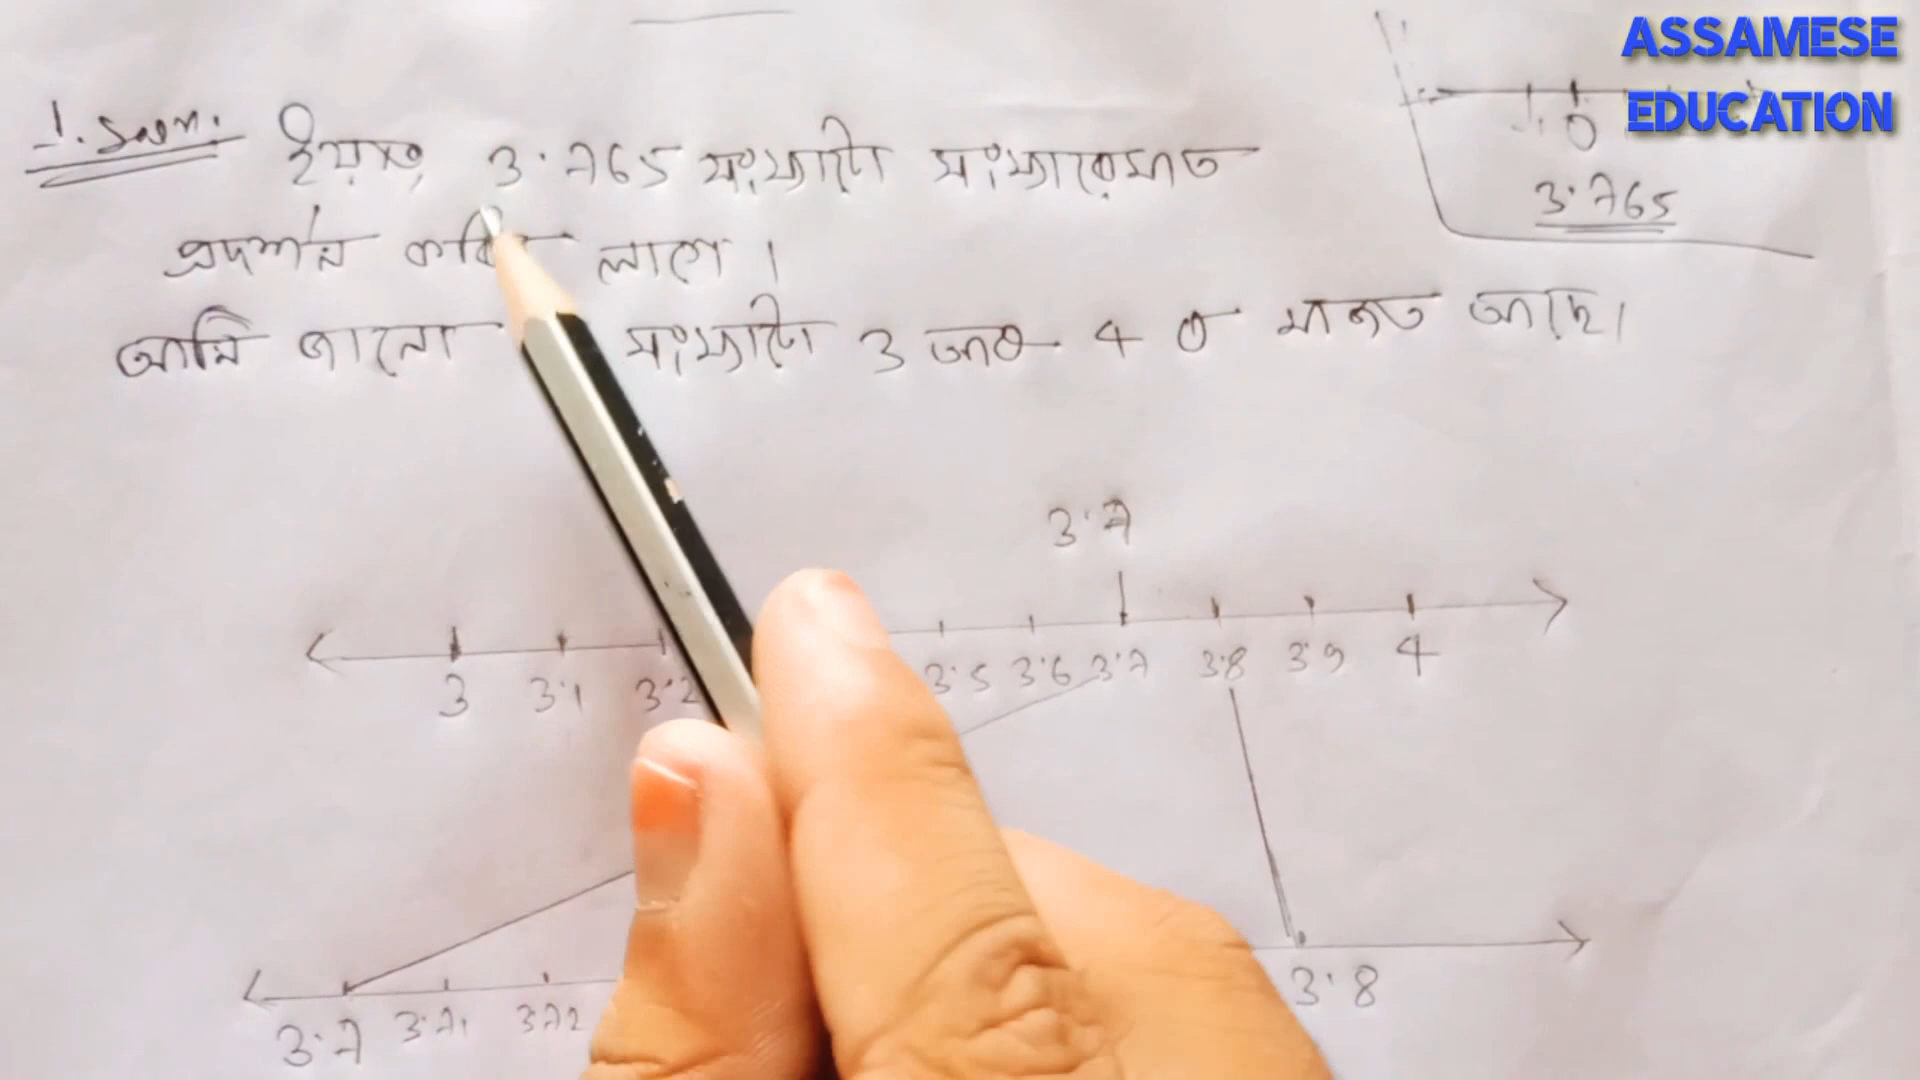 ASSAMESE
EDUCATION
1. Soln. ইয়াত, 3.765 সংখ্যাটো সংখ্যাৰেখাত
প্ৰদৰ্শন কৰিব লাগে।
আমি জানো সংখ্যাটো 3 আৰু 4 ৰ মাজত আছে।
0
3.765
3.7
3 3.1 3.2 3.5 3.6 3.7 3.8 3.9 4
3.7 3.71 3.72 3.8